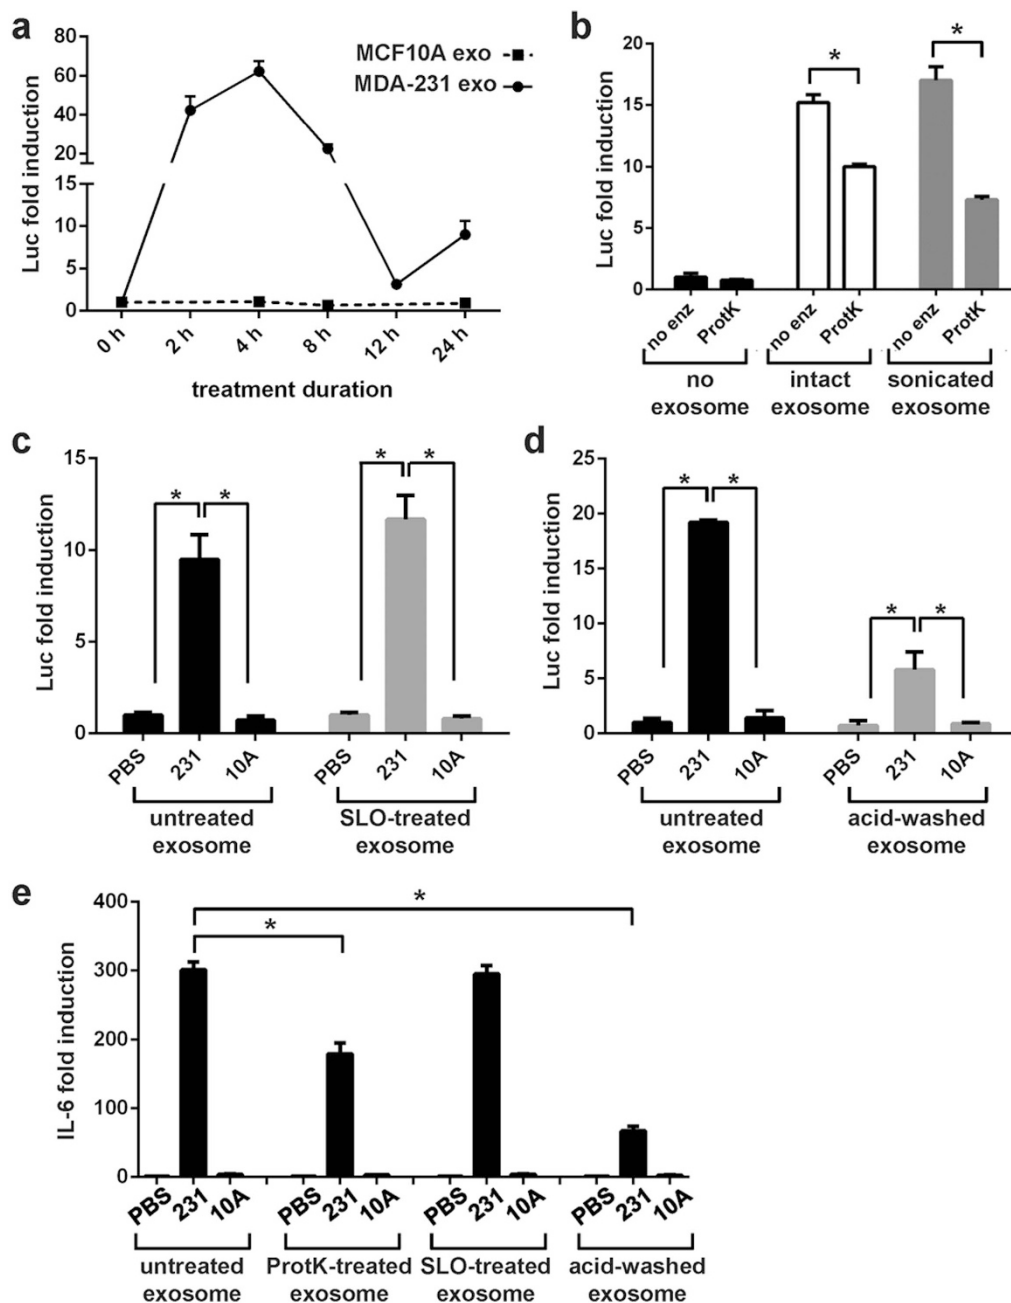 a
80
60
40
20
15
10
5
0
Luc fold induction
MCF10A exo
MDA-231 exo
0 h
2 h
4 h
8 h
12 h
24 h
treatment duration
b
20
15
10
5
0
Luc fold induction
*
*
no enz
ProtK
no enz
ProtK
no enz
ProtK
no
exosome
intact
exosome
sonicated
exosome
c
15
10
5
0
Luc fold induction
* *
* *
PBS
231
10A
PBS
231
10A
untreated
exosome
SLO-treated
exosome
d
25
20
15
10
5
0
Luc fold induction
* *
* *
PBS
231
10A
PBS
231
10A
untreated
exosome
acid-washed
exosome
e
400
300
200
100
0
IL-6 fold induction
*
*
PBS
231
10A
PBS
231
10A
PBS
231
10A
PBS
231
10A
untreated
exosome
ProtK-treated
exosome
SLO-treated
exosome
acid-washed
exosome